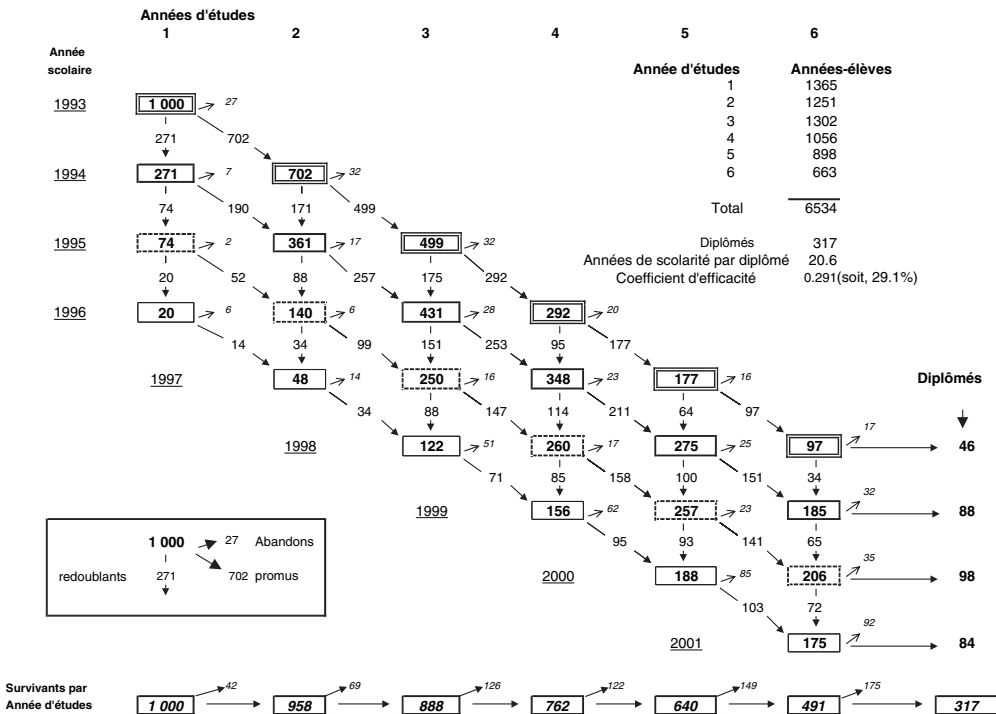 Années d'études
1 2 3 4 5 6
Année
scolaire
Année d'études Années-élèves
1 1365
2 1251
3 1302
4 1056
5 898
6 663
Total 6534
Diplômés 317
Années de scolarité par diplômé 20.6
Coefficient d'efficacité 0.291(soit, 29.1%)
1993 1 000 27
271 702
1994 271 7 702 32
74 190 171 499
1995 74 2 361 17 499 32
20 52 88 257 175 292
1996 20 6 140 6 431 28 292 20
14 34 99 151 253 95 177
1997 48 14 250 16 348 23 177 16 Diplômés
34 88 147 114 211 64 97
1998 122 51 260 17 275 25 97 17 46
71 85 158 100 151 34
1999 156 62 257 23 185 32 88
95 93 141 65
2000 188 85 206 35 98
103 72
2001 175 92 84
1 000 27 Abandons
redoublants 271 702 promus
Survivants par
Année d'études
1 000 42 958 69 888 126 762 122 640 149 491 175 317